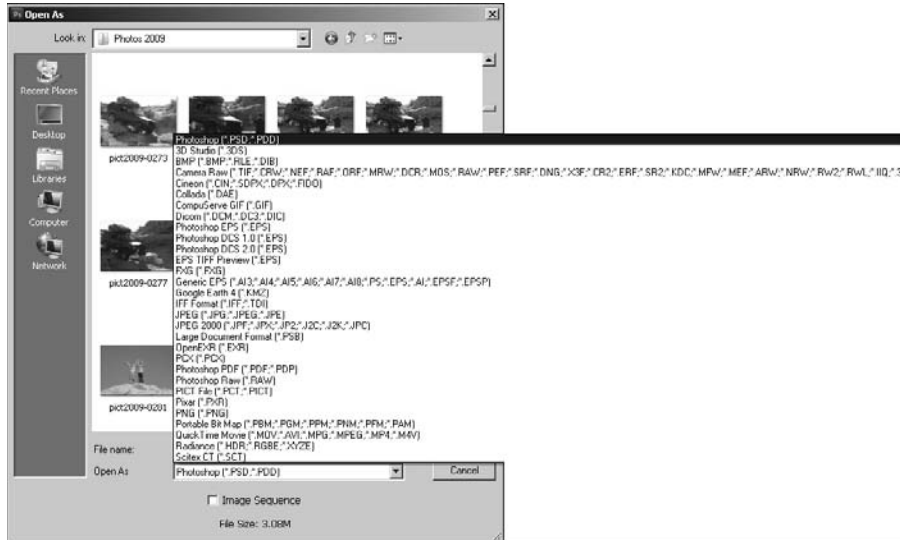 Ps Open As
Look in: Photos 2009
Recent Places
Desktop
Libraries
Computer
Network
pict2009-0273
pict2009-0277
pict2009-0281
Photoshop (*.PSD;*.PDD)
3D Studio (*.3DS)
BMP (*.BMP;*.RLE;*.DIB)
Camera Raw (*.TIF;*.CRW;*.NEF;*.RAF;*.ORF;*.MRW;*.DCR;*.MOS;*.RAW;*.PEF;*.SRF;*.DNG;*.X3F;*.CR2;*.ERF;*.SR2;*.KDC;*.MFW;*.MEF;*.ARW;*.NRW;*.RW2;*.RWL;*.IIQ;*.3
Cineon (*.CIN;*.SDPX;*.DPX;*.FIDO)
Collada (*.DAE)
CompuServe GIF (*.GIF)
Dicom (*.DCM;*.DC3;*.DIC)
Photoshop EPS (*.EPS)
Photoshop DCS 1.0 (*.EPS)
Photoshop DCS 2.0 (*.EPS)
EPS TIFF Preview (*.EPS)
FXG (*.FXG)
Generic EPS (*.AI3;*.AI4;*.AI5;*.AI6;*.AI7;*.AI8;*.PS;*.EPS;*.AI;*.EPSF;*.EPSP)
Google Earth 4 (*.KMZ)
IFF Format (*.IFF;*.TDI)
JPEG (*.JPG;*.JPEG;*.JPE)
JPEG 2000 (*.JPF;*.JPX;*.JP2;*.J2C;*.J2K;*.JPC)
Large Document Format (*.PSB)
OpenEXR (*.EXR)
PCX (*.PCX)
Photoshop PDF (*.PDF;*.PDP)
Photoshop Raw (*.RAW)
PICT File (*.PCT;*.PICT)
Pixar (*.PXR)
PNG (*.PNG)
Portable Bit Map (*.PBM;*.PGM;*.PPM;*.PNM;*.PFM;*.PAM)
QuickTime Movie (*.MOV;*.AVI;*.MPG;*.MPEG;*.MP4;*.M4V)
Radiance (*.HDR;*.RGBE;*.XYZE)
Scitex CT (*.SCT)
File name:
Open As Photoshop (*.PSD;*.PDD) Cancel
Image Sequence
File Size: 3.08M